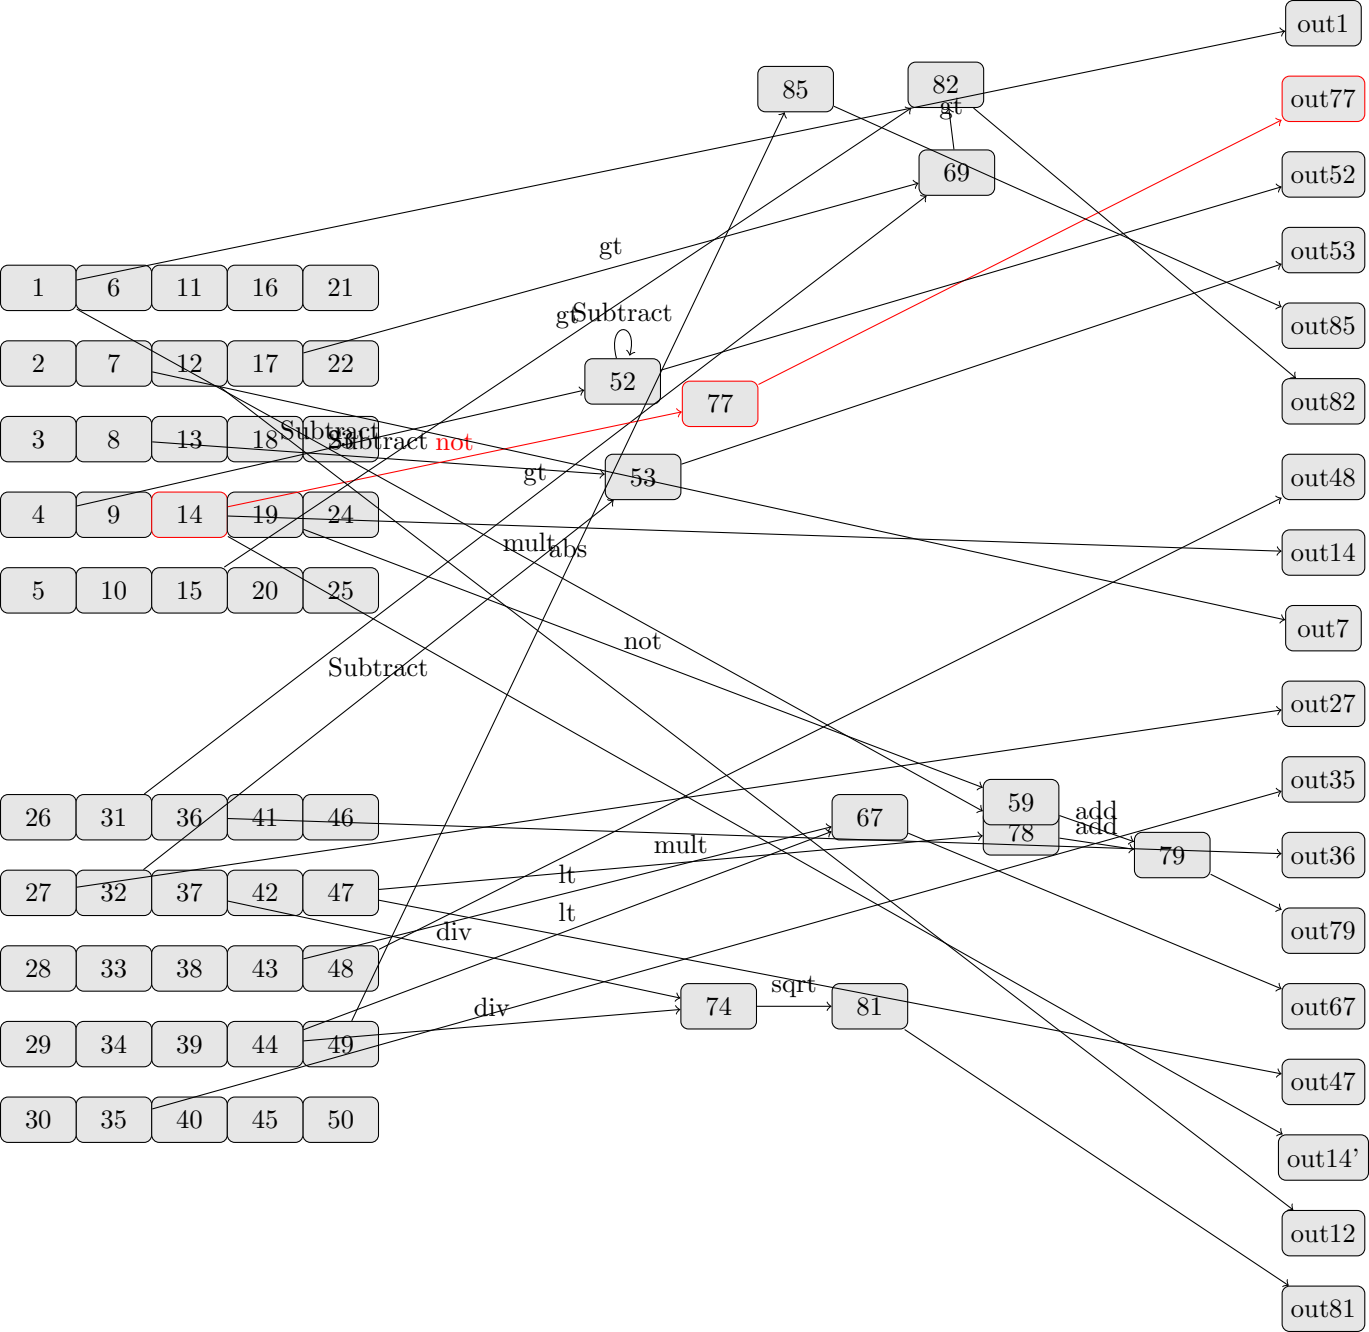 out1
85
82
gt
out77
69
out52
gt
out53
1 6 11 16 21
gt
Subtract
out85
2 7 12 17 22
52
77
out82
3 8 13 18 23
Subtract
Subtract
not
gt
53
out48
4 9 14 19 24
mult
abs
out14
5 10 15 20 25
not
out7
Subtract
out27
out35
26 31 36 41 46
67
59
78
add
add
mult
79
out36
27 32 37 42 47
lt
lt
div
out79
28 33 38 43 48
sqrt
div
74
81
out67
29 34 39 44 49
out47
30 35 40 45 50
out14'
out12
out81